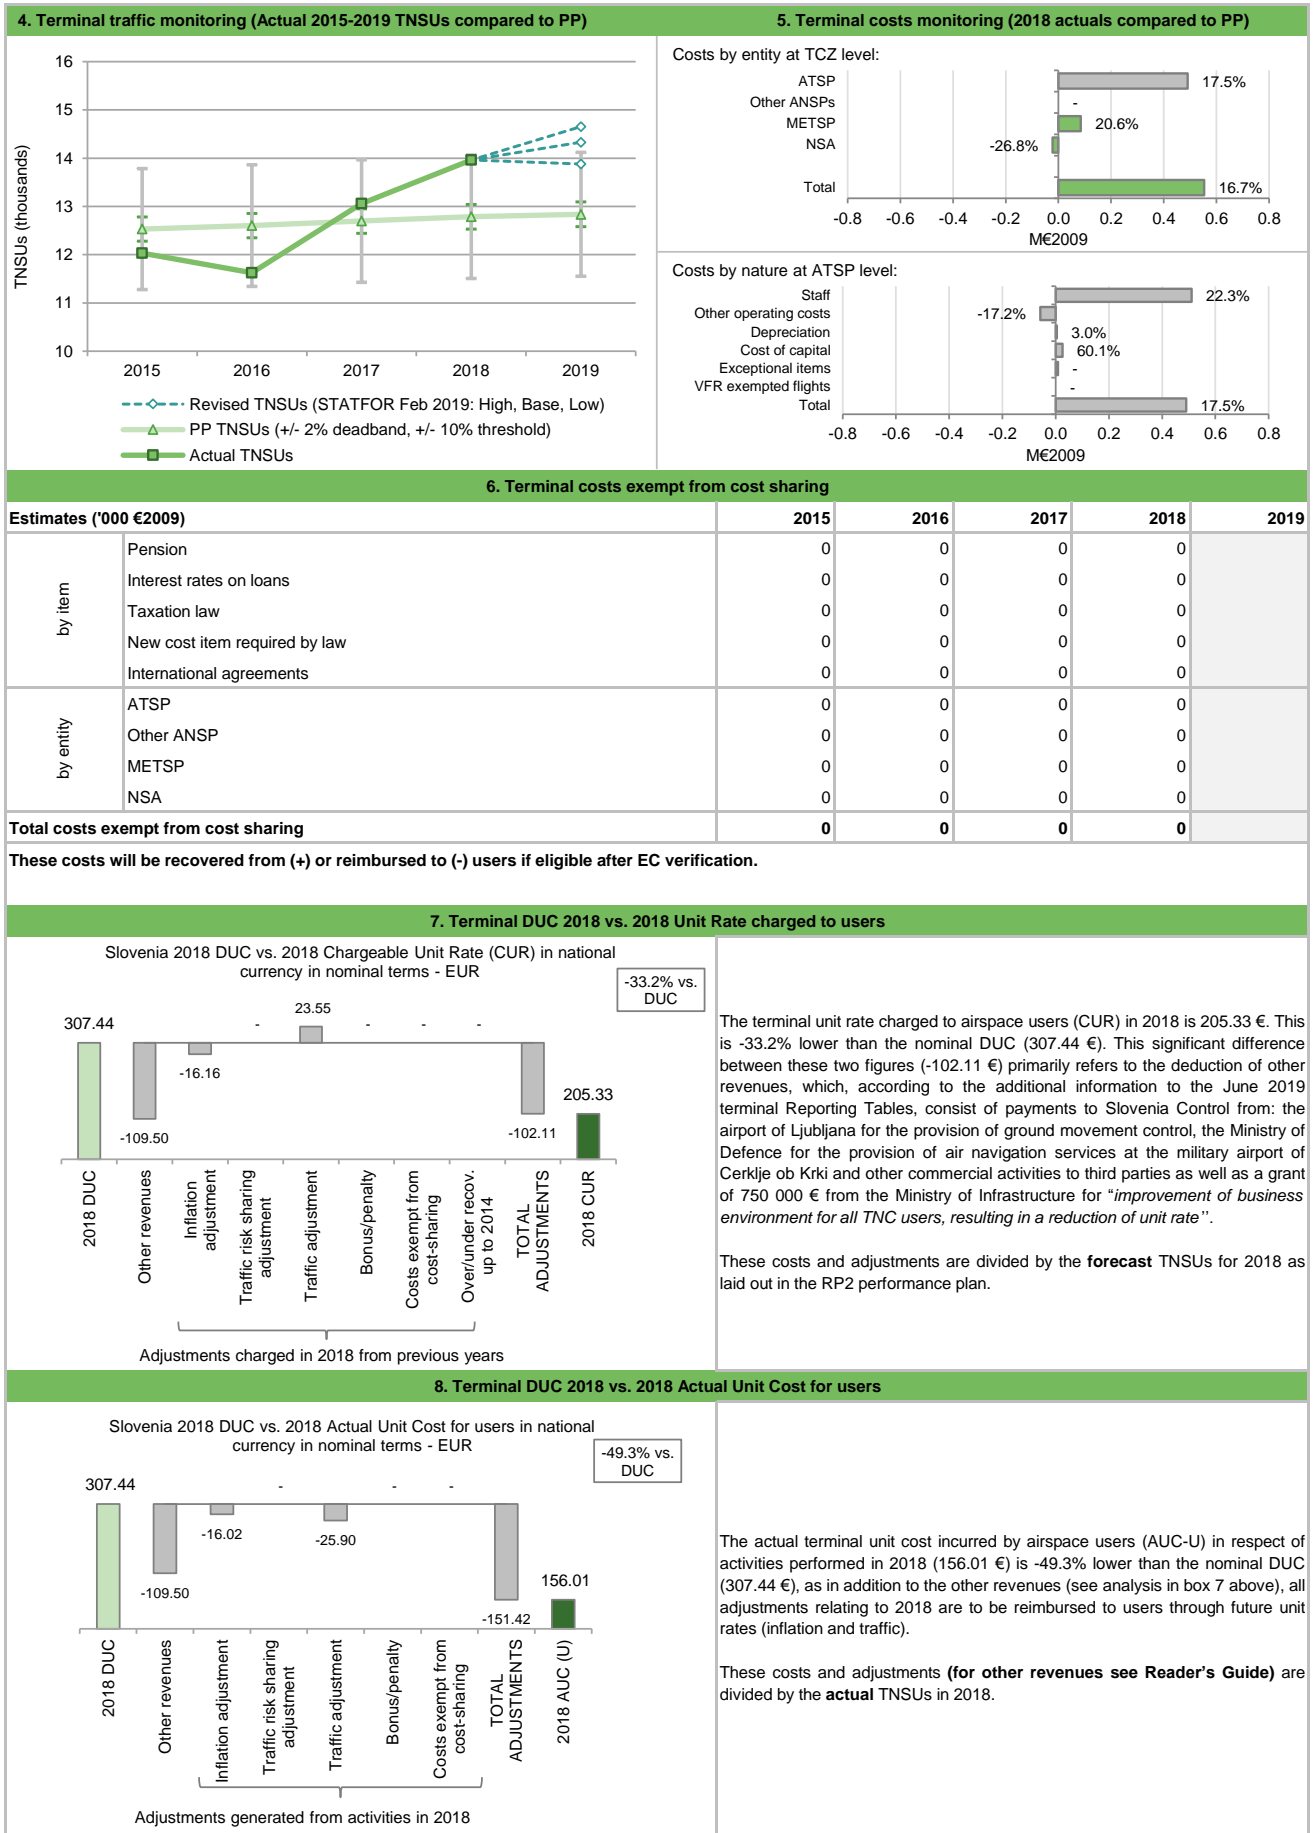 4. Terminal traffic monitoring (Actual 2015-2019 TNSUs compared to PP)
5. Terminal costs monitoring (2018 actuals compared to PP)
TNSUs (thousands)
16
15
14
13
12
11
10
2015 2016 2017 2018 2019
Revised TNSUs (STATFOR Feb 2019: High, Base, Low)
PP TNSUs (+/- 2% deadband, +/- 10% threshold)
Actual TNSUs
Costs by entity at TCZ level:
ATSP 17.5%
Other ANSPs -
METSP 20.6%
NSA -26.8%
Total 16.7%
-0.8 -0.6 -0.4 -0.2 0.0 0.2 0.4 0.6 0.8
M€2009
Costs by nature at ATSP level:
Staff 22.3%
Other operating costs -17.2%
Depreciation 3.0%
Cost of capital 60.1%
Exceptional items -
VFR exempted flights -
Total 17.5%
-0.8 -0.6 -0.4 -0.2 0.0 0.2 0.4 0.6 0.8
M€2009
6. Terminal costs exempt from cost sharing
Estimates ('000 €2009) 2015 2016 2017 2018 2019
by item
Pension 0 0 0 0
Interest rates on loans 0 0 0 0
Taxation law 0 0 0 0
New cost item required by law 0 0 0 0
International agreements 0 0 0 0
by entity
ATSP 0 0 0 0
Other ANSP 0 0 0 0
METSP 0 0 0 0
NSA 0 0 0 0
Total costs exempt from cost sharing 0 0 0 0
These costs will be recovered from (+) or reimbursed to (-) users if eligible after EC verification.
7. Terminal DUC 2018 vs. 2018 Unit Rate charged to users
Slovenia 2018 DUC vs. 2018 Chargeable Unit Rate (CUR) in national
currency in nominal terms - EUR
-33.2% vs.
DUC
307.44
-109.50
-16.16
-
23.55
-
-
-
-102.11
205.33
2018 DUC
Other revenues
Inflation
adjustment
Traffic risk sharing
adjustment
Traffic adjustment
Bonus/penalty
Costs exempt from
cost-sharing
Over/under recov.
up to 2014
TOTAL
ADJUSTMENTS
2018 CUR
Adjustments charged in 2018 from previous years
The terminal unit rate charged to airspace users (CUR) in 2018 is 205.33 €. This
is -33.2% lower than the nominal DUC (307.44 €). This significant difference
between these two figures (-102.11 €) primarily refers to the deduction of other
revenues, which, according to the additional information to the June 2019
terminal Reporting Tables, consist of payments to Slovenia Control from: the
airport of Ljubljana for the provision of ground movement control, the Ministry of
Defence for the provision of air navigation services at the military airport of
Cerklje ob Krki and other commercial activities to third parties as well as a grant
of 750 000 € from the Ministry of Infrastructure for “improvement of business
environment for all TNC users, resulting in a reduction of unit rate’’.
These costs and adjustments are divided by the forecast TNSUs for 2018 as
laid out in the RP2 performance plan.
8. Terminal DUC 2018 vs. 2018 Actual Unit Cost for users
Slovenia 2018 DUC vs. 2018 Actual Unit Cost for users in national
currency in nominal terms - EUR
-49.3% vs.
DUC
307.44
-109.50
-16.02
-
-25.90
-
-
-151.42
156.01
2018 DUC
Other revenues
Inflation adjustment
Traffic risk sharing
adjustment
Traffic adjustment
Bonus/penalty
Costs exempt from
cost-sharing
TOTAL
ADJUSTMENTS
2018 AUC (U)
Adjustments generated from activities in 2018
The actual terminal unit cost incurred by airspace users (AUC-U) in respect of
activities performed in 2018 (156.01 €) is -49.3% lower than the nominal DUC
(307.44 €), as in addition to the other revenues (see analysis in box 7 above), all
adjustments relating to 2018 are to be reimbursed to users through future unit
rates (inflation and traffic).
These costs and adjustments (for other revenues see Reader’s Guide) are
divided by the actual TNSUs in 2018.